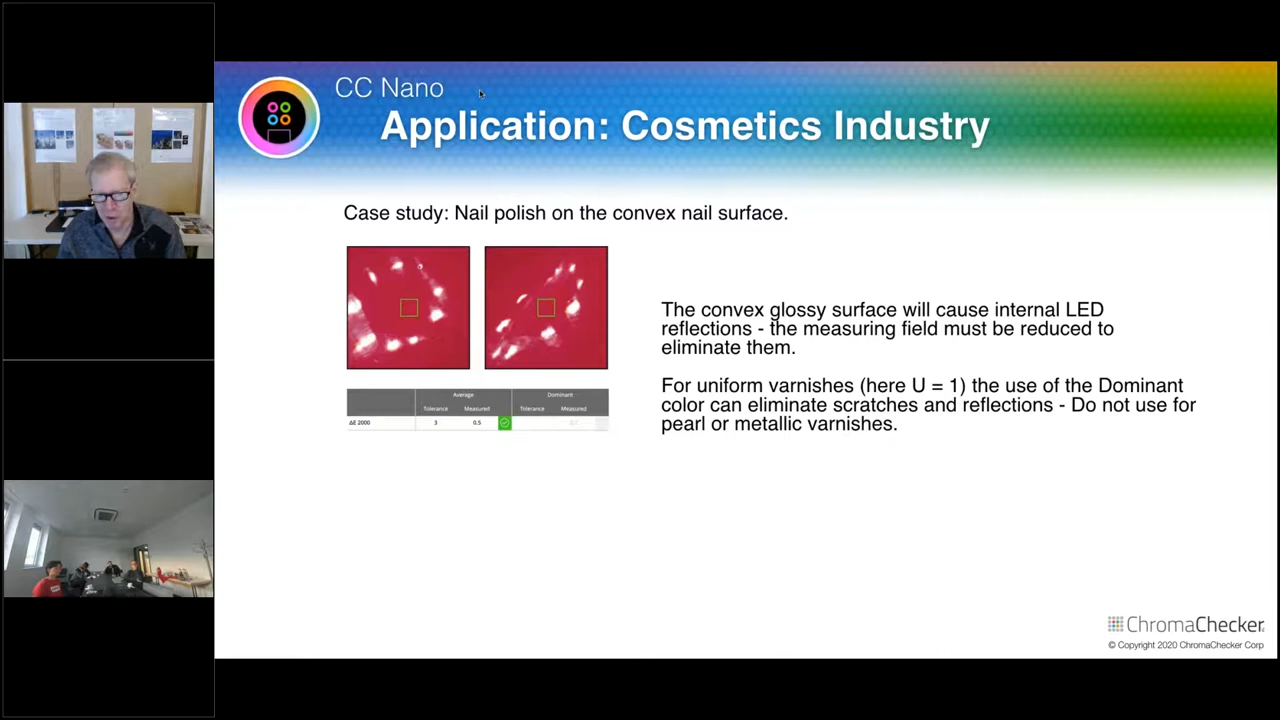 CC Nano
Application: Cosmetics Industry
Case study: Nail polish on the convex nail surface.
The convex glossy surface will cause internal LED
reflections - the measuring field must be reduced to
eliminate them.
For uniform varnishes (here U = 1) the use of the Dominant
color can eliminate scratches and reflections - Do not use for
pearl or metallic varnishes.
Average Dominant
Tolerance Measured Tolerance Measured
ΔE 2000 3 0.5
ChromaChecker
© Copyright 2020 ChromaChecker Corp